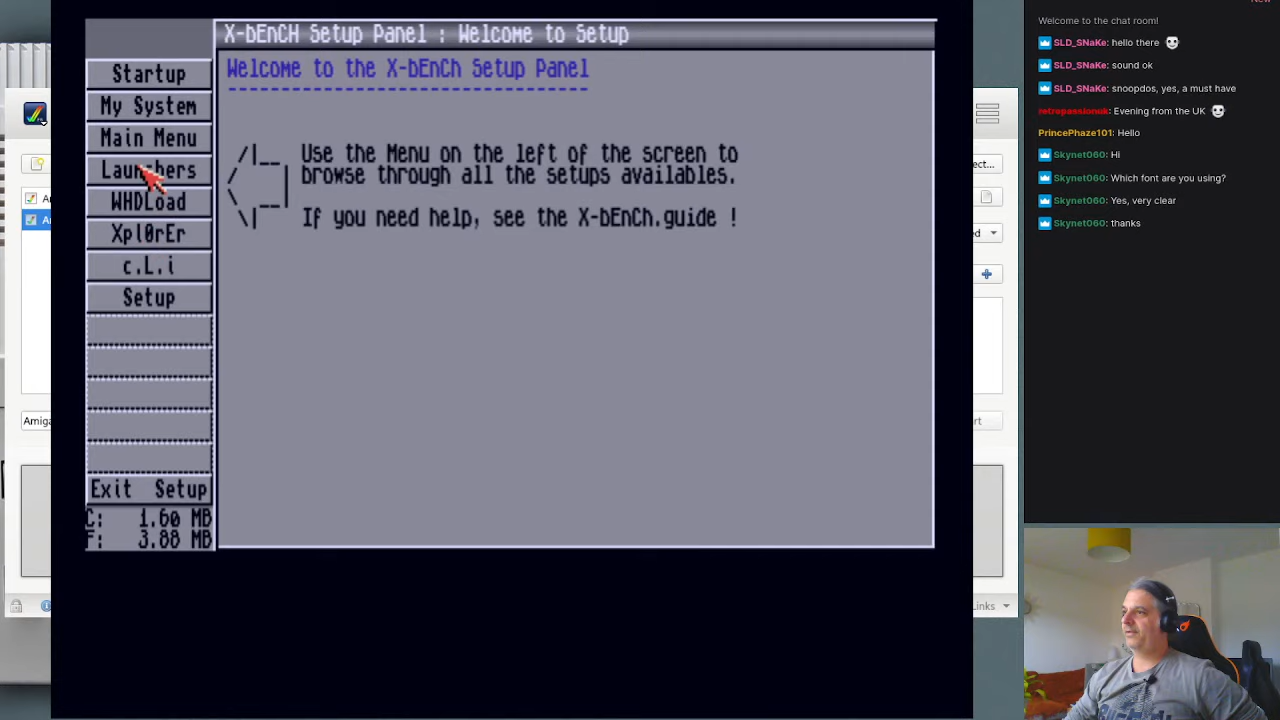 X-bEnCH Setup Panel : Welcome to Setup
Startup
My System
Main Menu
Launchers
WHDLoad
Xpl0rEr
c.L.i
Setup
Exit Setup
C: 1.60 MB
F: 3.88 MB
Welcome to the X-bEnCh Setup Panel
-----------------------------------
/|__ Use the Menu on the left of the screen to
/ | browse through all the setups availables.
\ __|
\| If you need help, see the X-bEnCh.guide !
Amiga
Links
Welcome to the chat room!
SLD_SNaKe: hello there
SLD_SNaKe: sound ok
SLD_SNaKe: snoopdos, yes, a must have
retropassionuk: Evening from the UK
PrincePhaze101: Hello
Skynet060: Hi
Skynet060: Which font are you using?
Skynet060: Yes, very clear
Skynet060: thanks